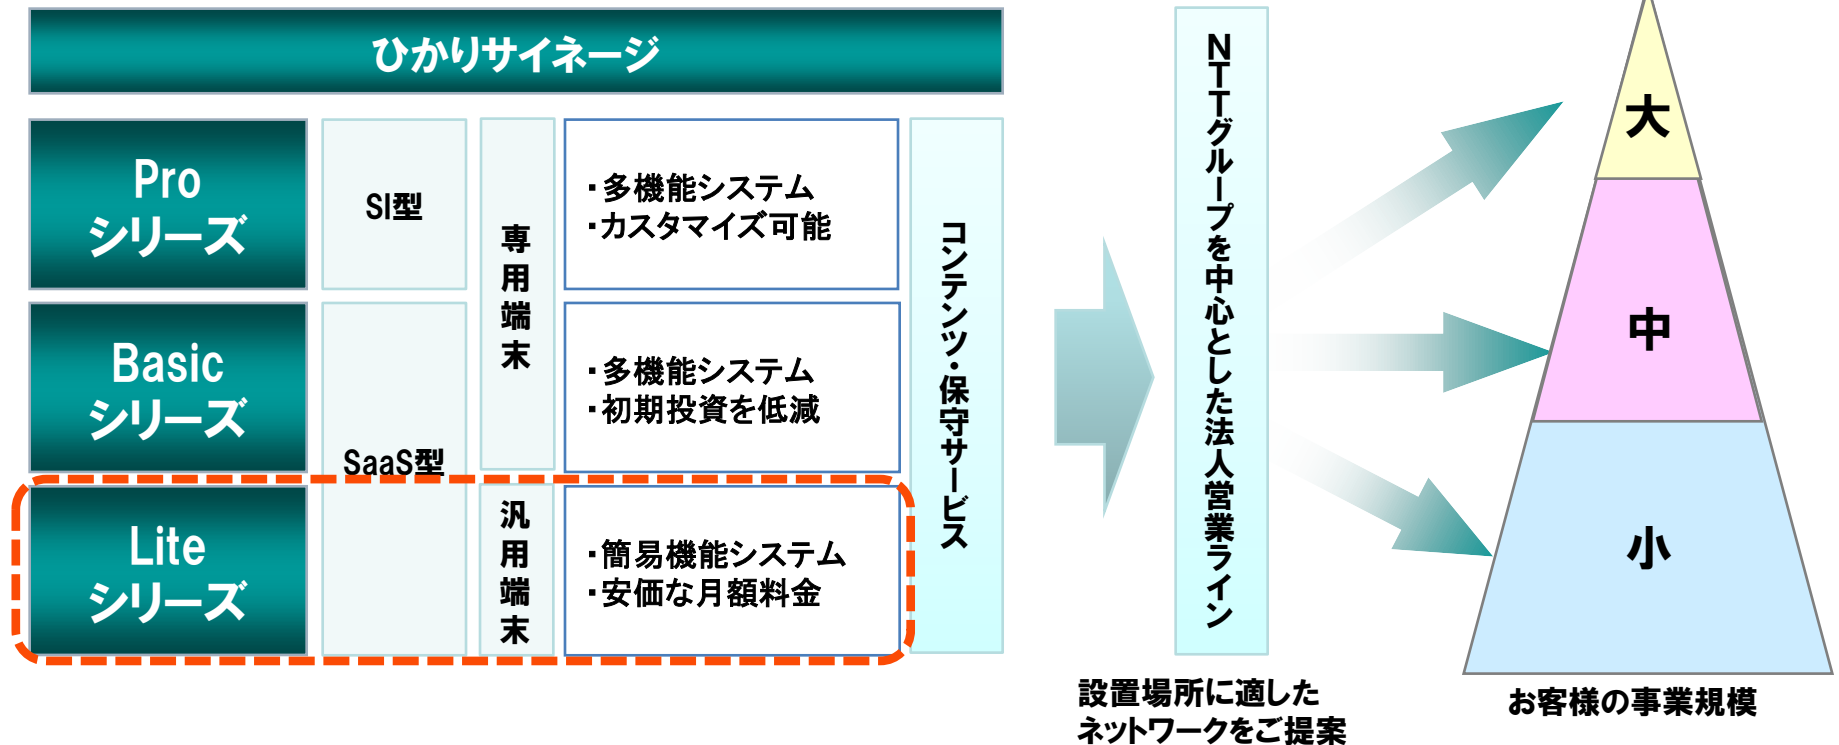 ひかりサイネージ
Pro
シリーズ
SI型
専用端末
・多機能システム
・カスタマイズ可能
Basic
シリーズ
SaaS型
・多機能システム
・初期投資を低減
Lite
シリーズ
汎用端末
・簡易機能システム
・安価な月額料金
コンテンツ・保守サービス
NTTグループを中心とした法人営業ライン
設置場所に適した
ネットワークをご提案
大
中
小
お客様の事業規模